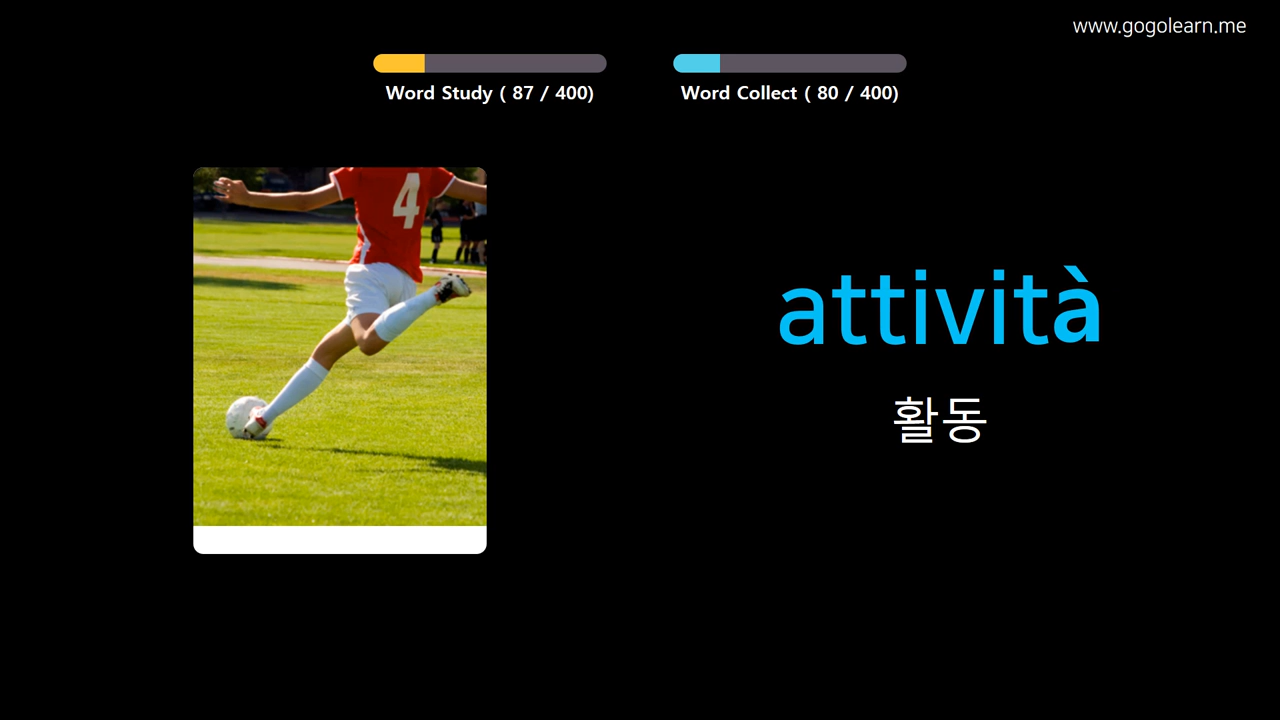 www.gogolearn.me
Word Study ( 87 / 400)
Word Collect ( 80 / 400)
4
attività
활동